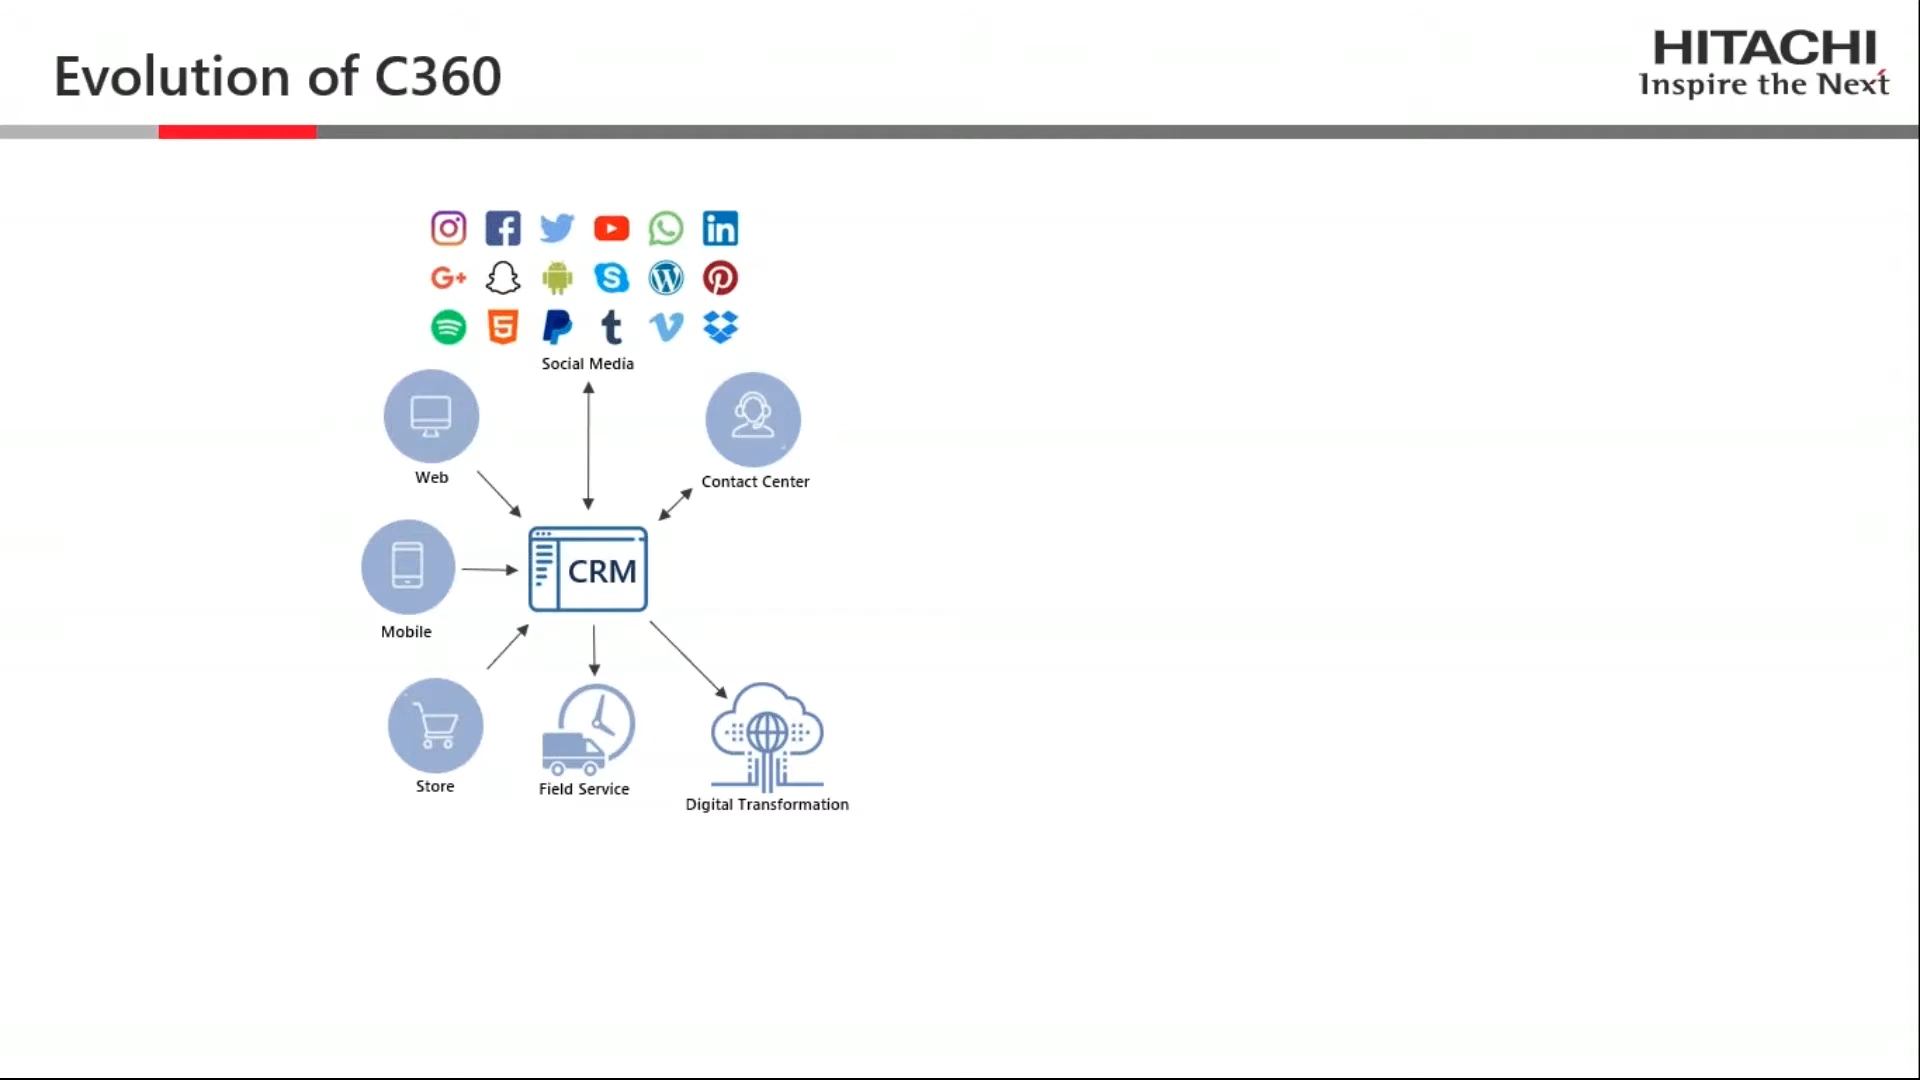 Evolution of C360
HITACHI
Inspire the Next
G+
Social Media
Web
Contact Center
CRM
Mobile
Store
Field Service
Digital Transformation